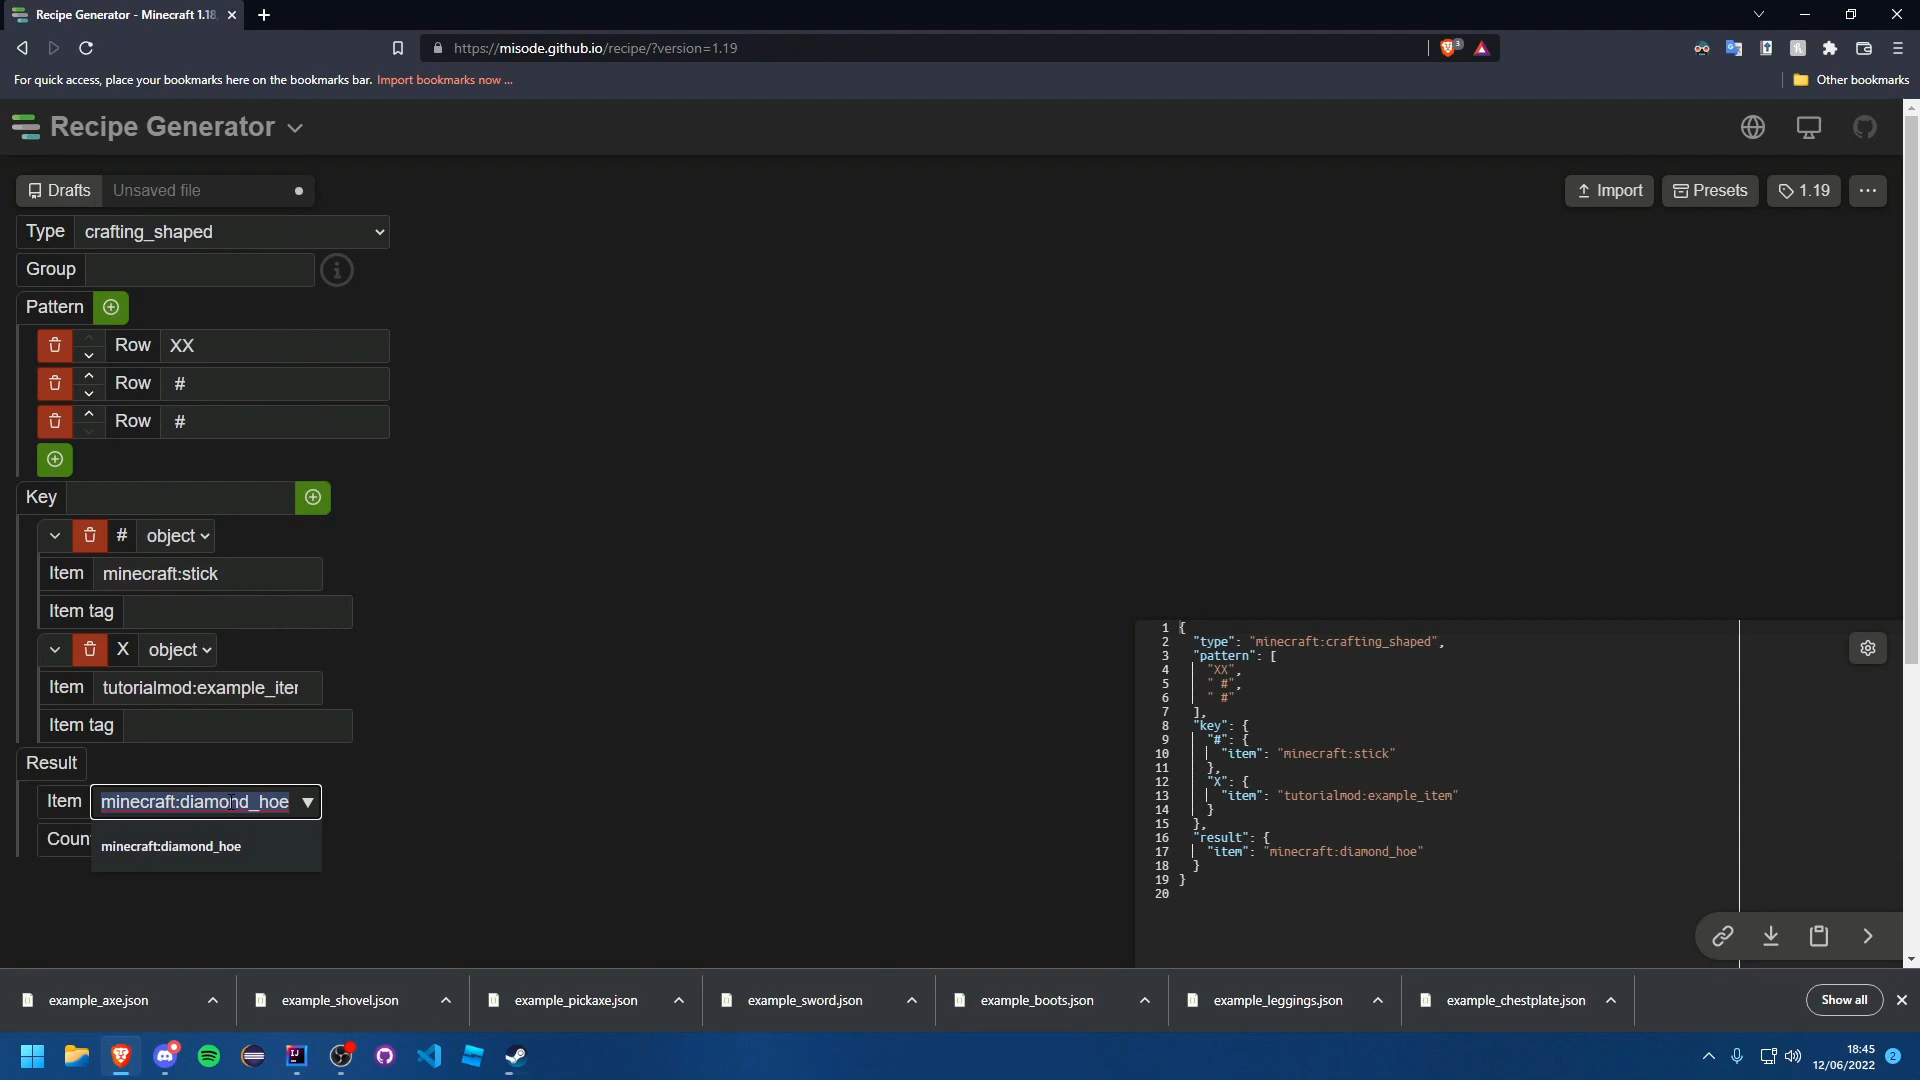 Recipe Generator - Minecraft 1.18,
https://misode.github.io/recipe/?version=1.19
3
For quick access, place your bookmarks here on the bookmarks bar. Import bookmarks now ...
Other bookmarks
Recipe Generator
Drafts
Unsaved file
Import
Presets
1.19
Type
crafting_shaped
Group
Pattern
Row
XX
Row
#
Row
#
Key
#
object
Item
minecraft:stick
Item tag
X
object
Item
tutorialmod:example_iter
Item tag
Result
Item
minecraft:diamond_hoe
Coun
minecraft:diamond_hoe
1 {
2 "type": "minecraft:crafting_shaped",
3 "pattern": [
4 "XX",
5 " #",
6 " #"
7 ],
8 "key": {
9 "#": {
10 "item": "minecraft:stick"
11 },
12 "X": {
13 "item": "tutorialmod:example_item"
14 }
15 },
16 "result": {
17 "item": "minecraft:diamond_hoe"
18 }
19 }
20
example_axe.json
example_shovel.json
example_pickaxe.json
example_sword.json
example_boots.json
example_leggings.json
example_chestplate.json
Show all
18:45
12/06/2022
2